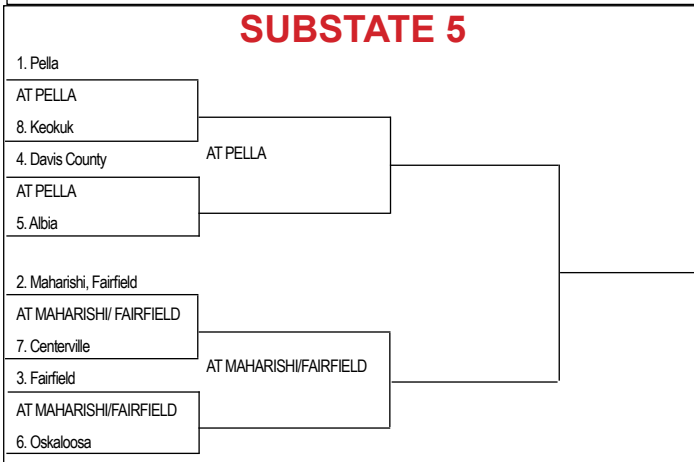 SUBSTATE 5
1. Pella
AT PELLA
8. Keokuk
4. Davis County
AT PELLA
5. Albia
AT PELLA
2. Maharishi, Fairfield
AT MAHARISHI/ FAIRFIELD
7. Centerville
3. Fairfield
AT MAHARISHI/FAIRFIELD
6. Oskaloosa
AT MAHARISHI/FAIRFIELD